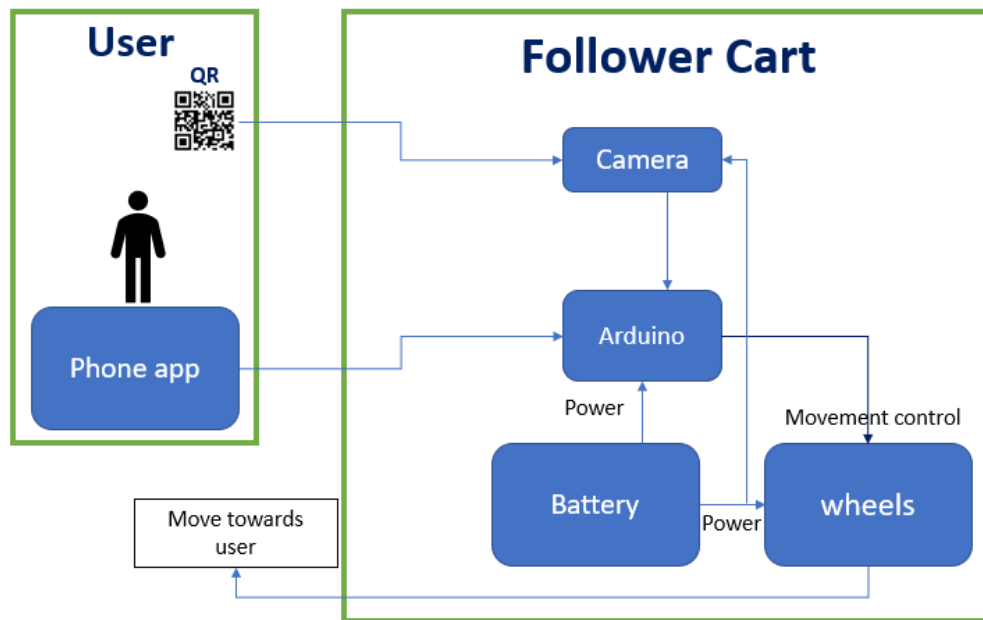 User
QR
Phone app
Follower Cart
Camera
Arduino
Power
Movement control
Battery
Power
wheels
Move towards
user